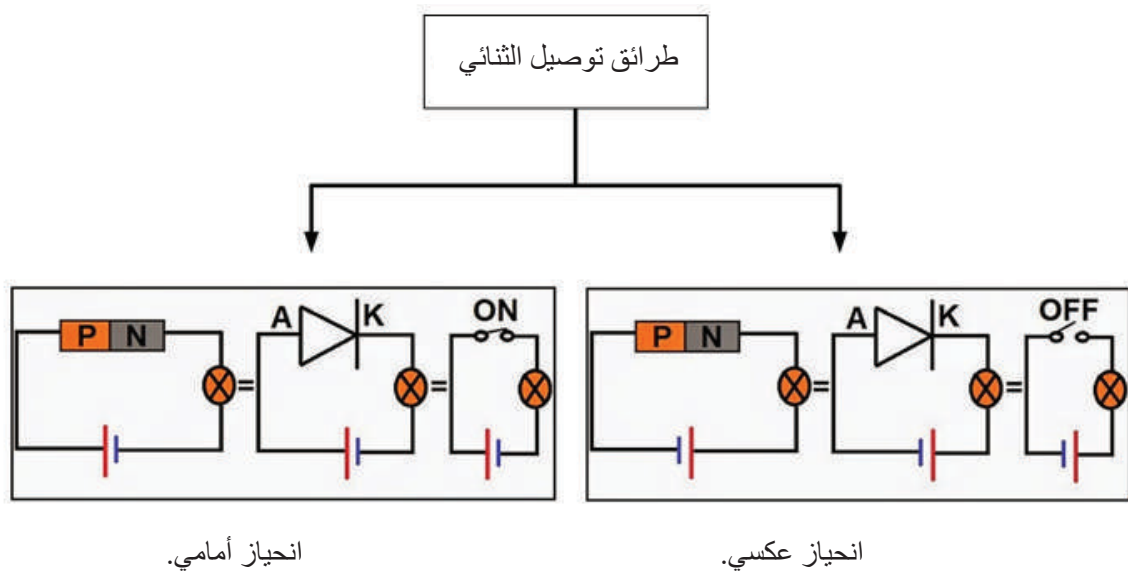 طرائق توصيل الثنائي
P N = A K = ON
P N = A K = OFF
انحياز أمامي.
انحياز عكسي.